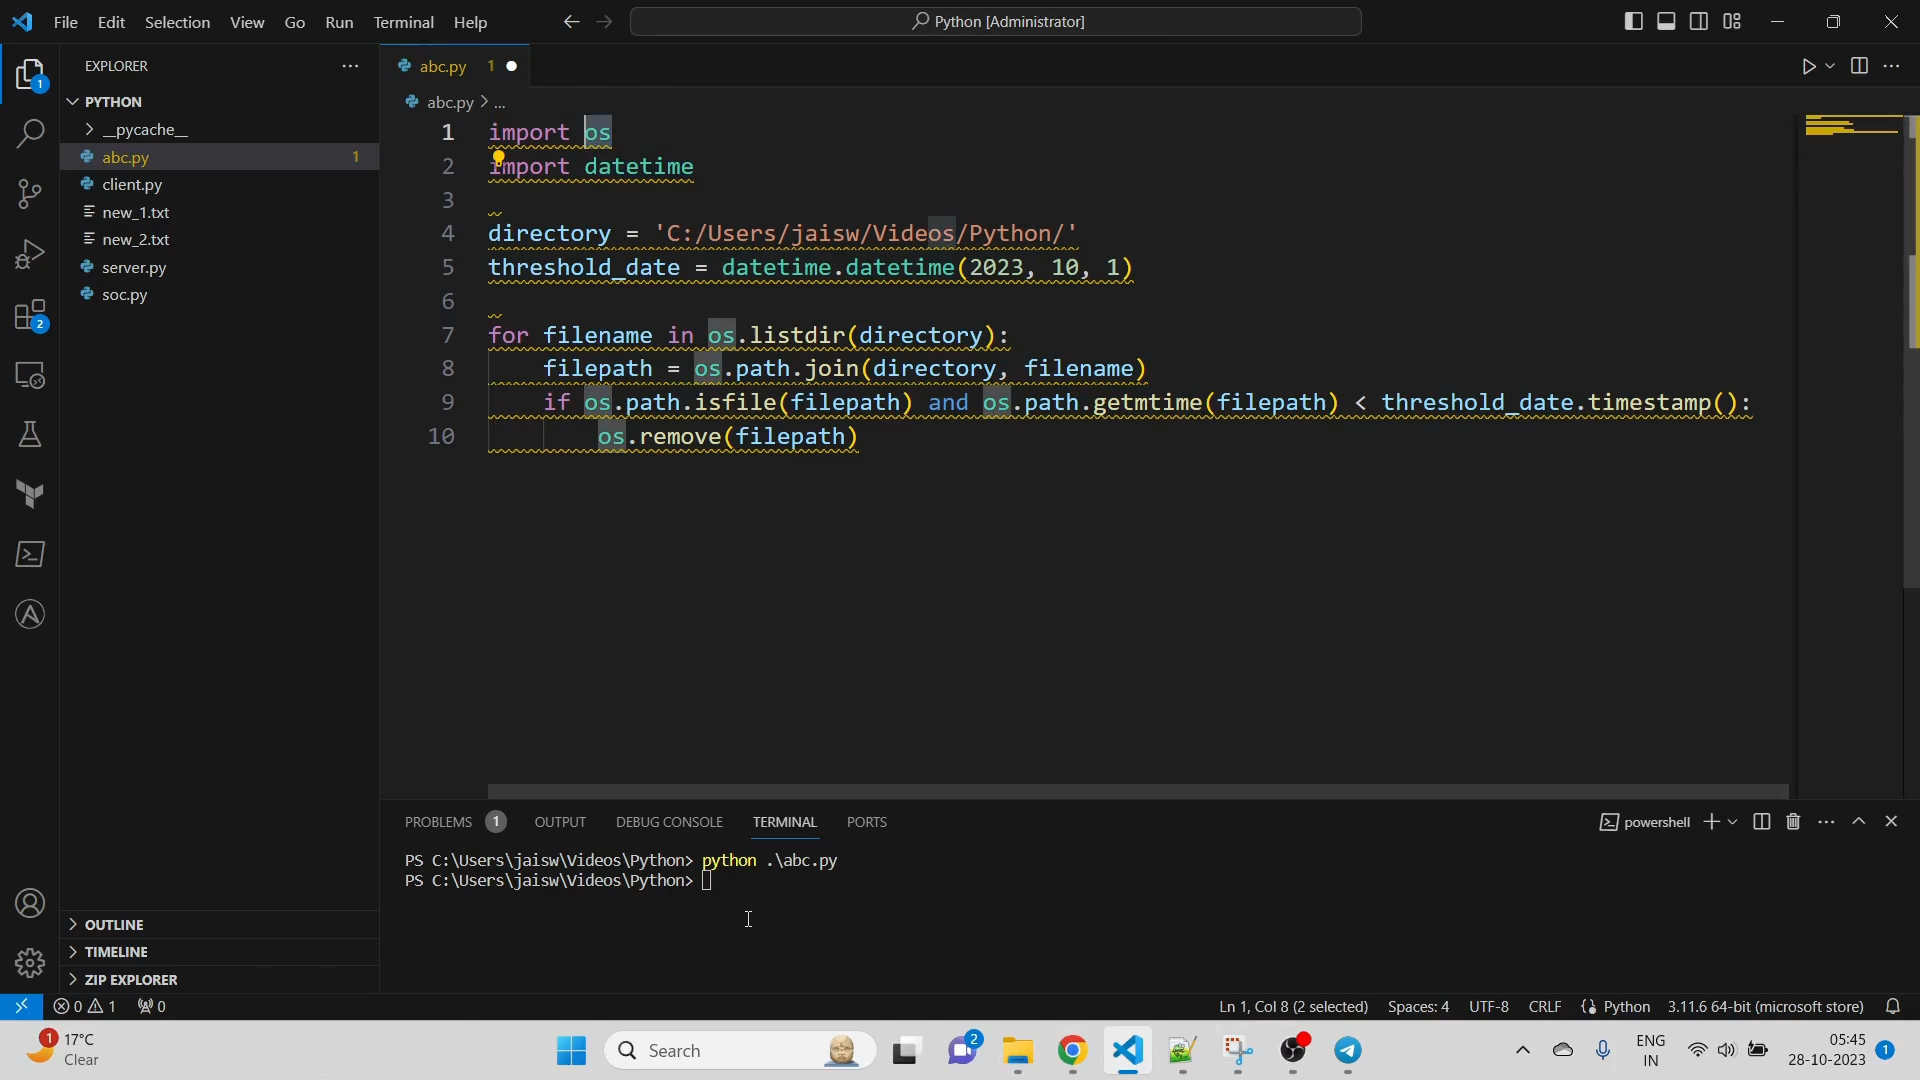 File Edit Selection View Go Run Terminal Help Python [Administrator]
EXPLORER
abc.py 1
1
PYTHON
abc.py > ...
__pycache__
abc.py 1
client.py
new_1.txt
new_2.txt
server.py
soc.py
2
1 import os
2 import datetime
3
4 directory = 'C:/Users/jaisw/Videos/Python/'
5 threshold_date = datetime.datetime(2023, 10, 1)
6
7 for filename in os.listdir(directory):
8 filepath = os.path.join(directory, filename)
9 if os.path.isfile(filepath) and os.path.getmtime(filepath) < threshold_date.timestamp():
10 os.remove(filepath)
PROBLEMS 1 OUTPUT DEBUG CONSOLE TERMINAL PORTS powershell
PS C:\Users\jaisw\Videos\Python> python .\abc.py
PS C:\Users\jaisw\Videos\Python>
OUTLINE
TIMELINE
ZIP EXPLORER
0 1 0 Ln 1, Col 8 (2 selected) Spaces: 4 UTF-8 CRLF {} Python 3.11.6 64-bit (microsoft store)
1 17°C
Clear
Search
2
ENG
IN
05:45
28-10-2023
1